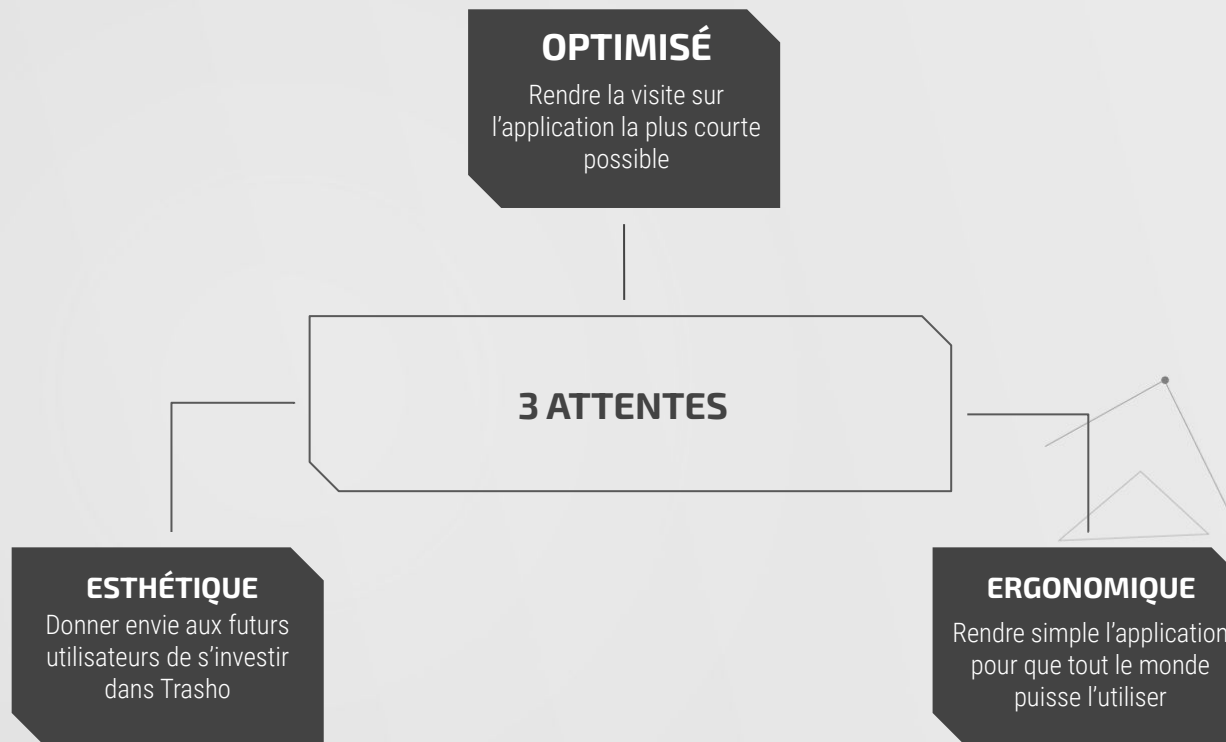 OPTIMISÉ
Rendre la visite sur
l’application la plus courte
possible
3 ATTENTES
ESTHÉTIQUE
Donner envie aux futurs
utilisateurs de s’investir
dans Trasho
ERGONOMIQUE
Rendre simple l’application
pour que tout le monde
puisse l’utiliser